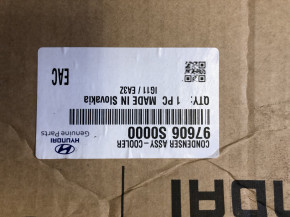 CONDENSER ASSY-COOLER
97606 S0000
QTY: 1 PC MADE IN Slovakia
IG11 / EA32
HYUNDAI
Genuine Parts
EAC